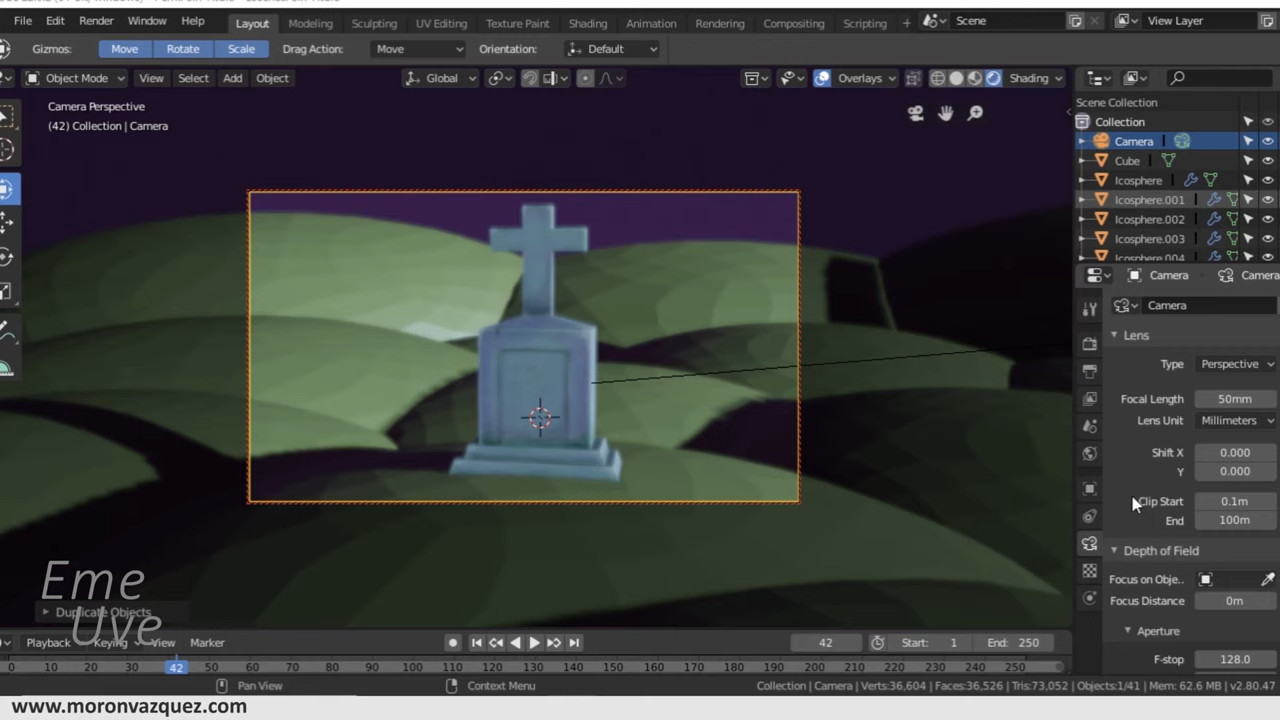 File Edit Render Window Help Layout Modeling Sculpting UV Editing Texture Paint Shading Animation Rendering Compositing Scripting + Scene View Layer
Gizmos: Move Rotate Scale Drag Action: Move Orientation: Default
Object Mode View Select Add Object Global Overlays Shading
Camera Perspective
(42) Collection | Camera
Scene Collection
Collection
Camera
Cube
Icosphere
Icosphere.001
Icosphere.002
Icosphere.003
Icosphere.004
Camera Camera
Camera
Lens
Type Perspective
Focal Length 50mm
Lens Unit Millimeters
Shift X 0.000
Y 0.000
Clip Start 0.1m
End 100m
Depth of Field
Focus on Obje..
Focus Distance 0m
Aperture
F-stop 128.0
Eme
Uve
Duplicate Objects
Playback Keying View Marker 42 Start: 1 End: 250
0 10 20 30 42 50 60 70 80 90 100 110 120 130 140 150 160 170 180 190 200 210 220 230 240 250
Pan View Context Menu Collection | Camera | Verts:36,604 | Faces:36,526 | Tris:73,052 | Objects:1/41 | Mem: 62.6 MB | v2.80.47
www.moronvazquez.com